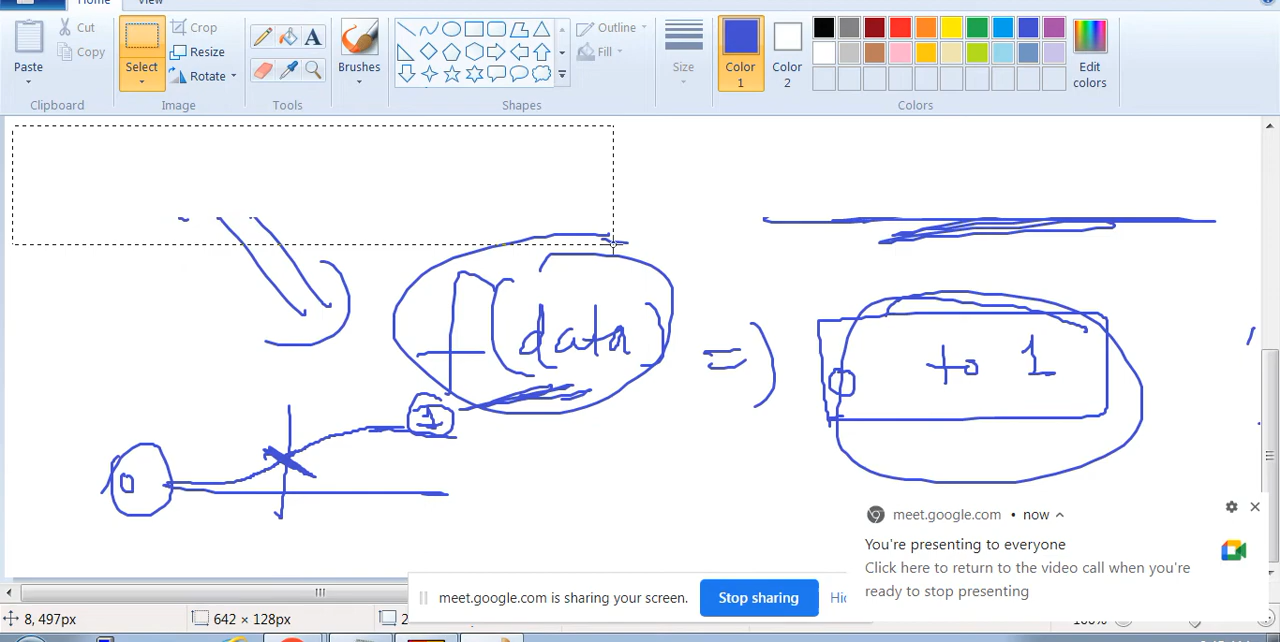 Home View
Cut
Copy
Paste
Clipboard
Crop
Resize
Rotate
Select
Image
A
Tools
Brushes
Shapes
Outline
Fill
Size
Color 1
Color 2
Edit colors
Colors
f(data) =)
0 to 1
1
0
meet.google.com • now
You're presenting to everyone
Click here to return to the video call when you're
ready to stop presenting
meet.google.com is sharing your screen.
Stop sharing
8, 497px
642 × 128px